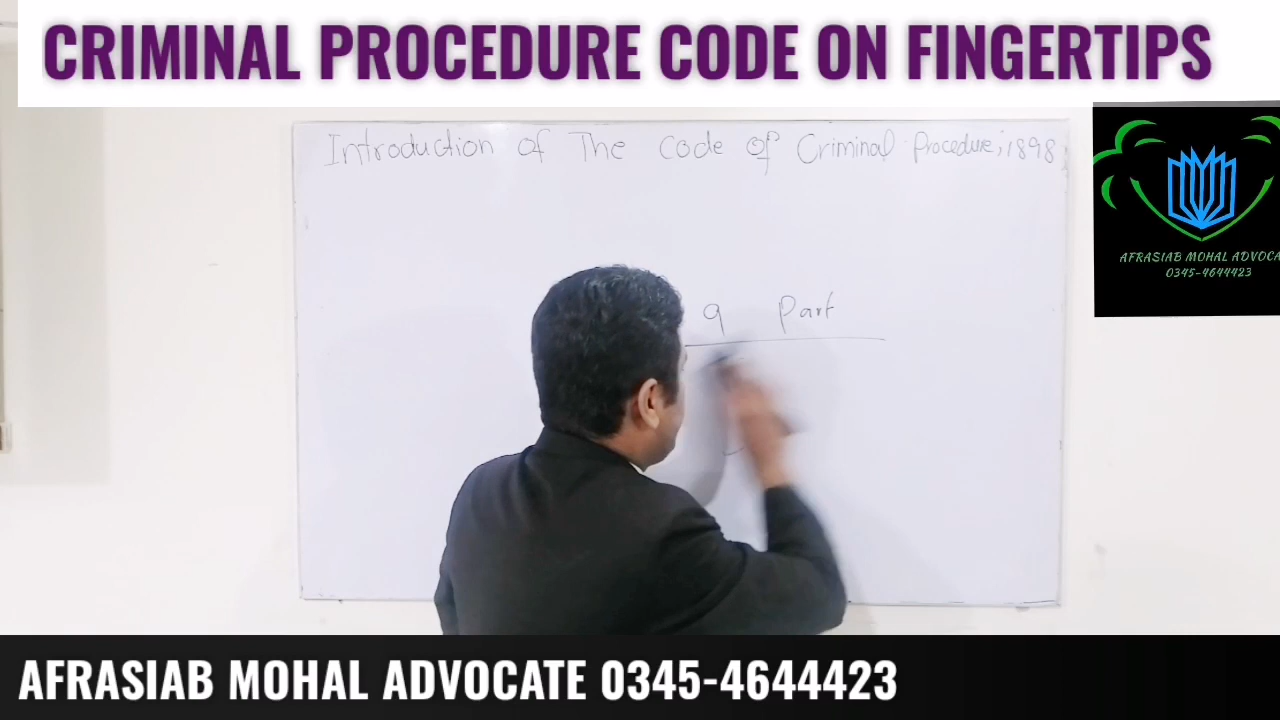 CRIMINAL PROCEDURE CODE ON FINGERTIPS
Introduction of The Code of Criminal Procedure; 1898
9 Part
AFRASIAB MOHAL ADVOCA
0345-4644423
AFRASIAB MOHAL ADVOCATE 0345-4644423